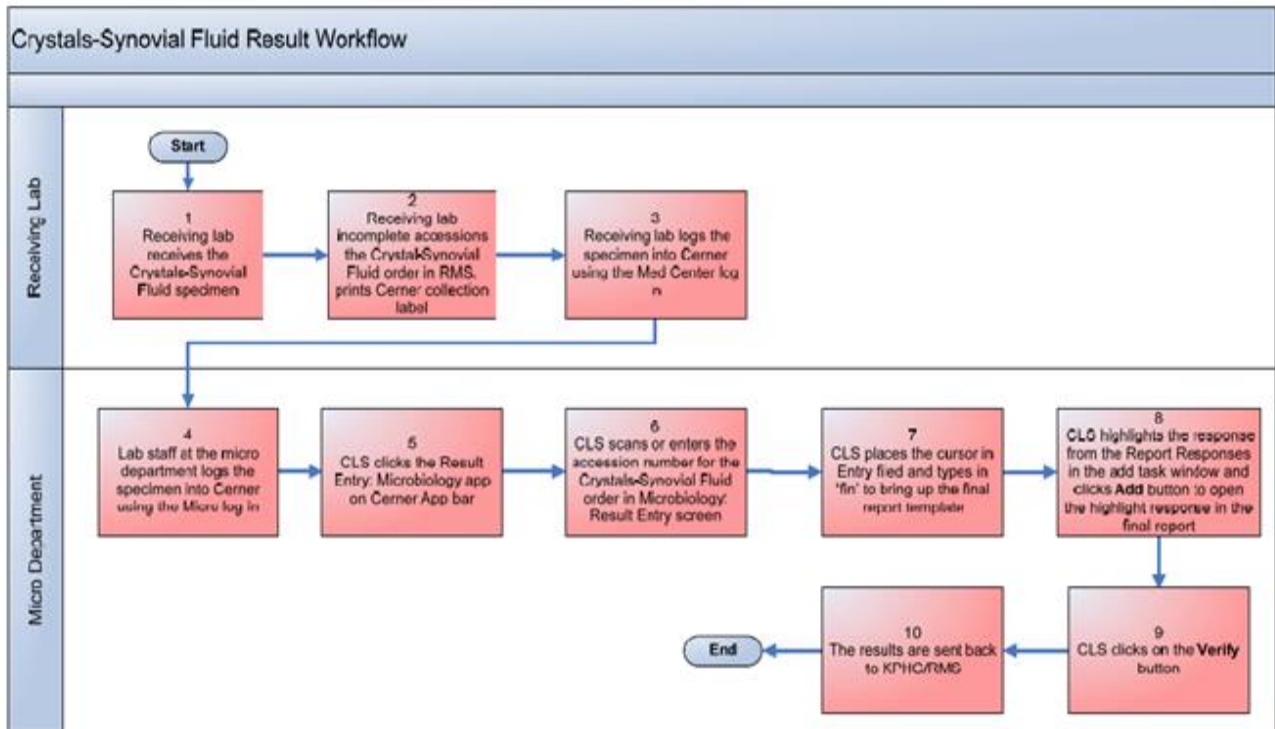 Crystals-Synovial Fluid Result Workflow
Receiving Lab
Start
1
Receiving lab
receives the
Crystals-Synovial
Fluid specimen
2
Receiving lab
incomplete accessions
the Crystal-Synovial
Fluid order in RMS,
prints Cerner collection
label
3
Receiving lab logs the
specimen into Cerner
using the Med Center log
n
Micro Department
4
Lab staff at the micro
department logs the
specimen into Cerner
using the Micro log in
5
CLS clicks the Result
Entry: Microbiology app
on Cerner App bar
6
CLS scans or enters the
accession number for the
Crystals-Synovial Fluid
order in Microbiology:
Result Entry screen
7
CLS places the cursor in
Entry filed and types in
'fin' to bring up the final
report template
8
CLS highlights the response
from the Report Responses
in the add task window and
clicks Add button to open
the highlight response in the
final report
9
CLS clicks on the Verify
button
10
The results are sent back
to KPHC/RMS
End